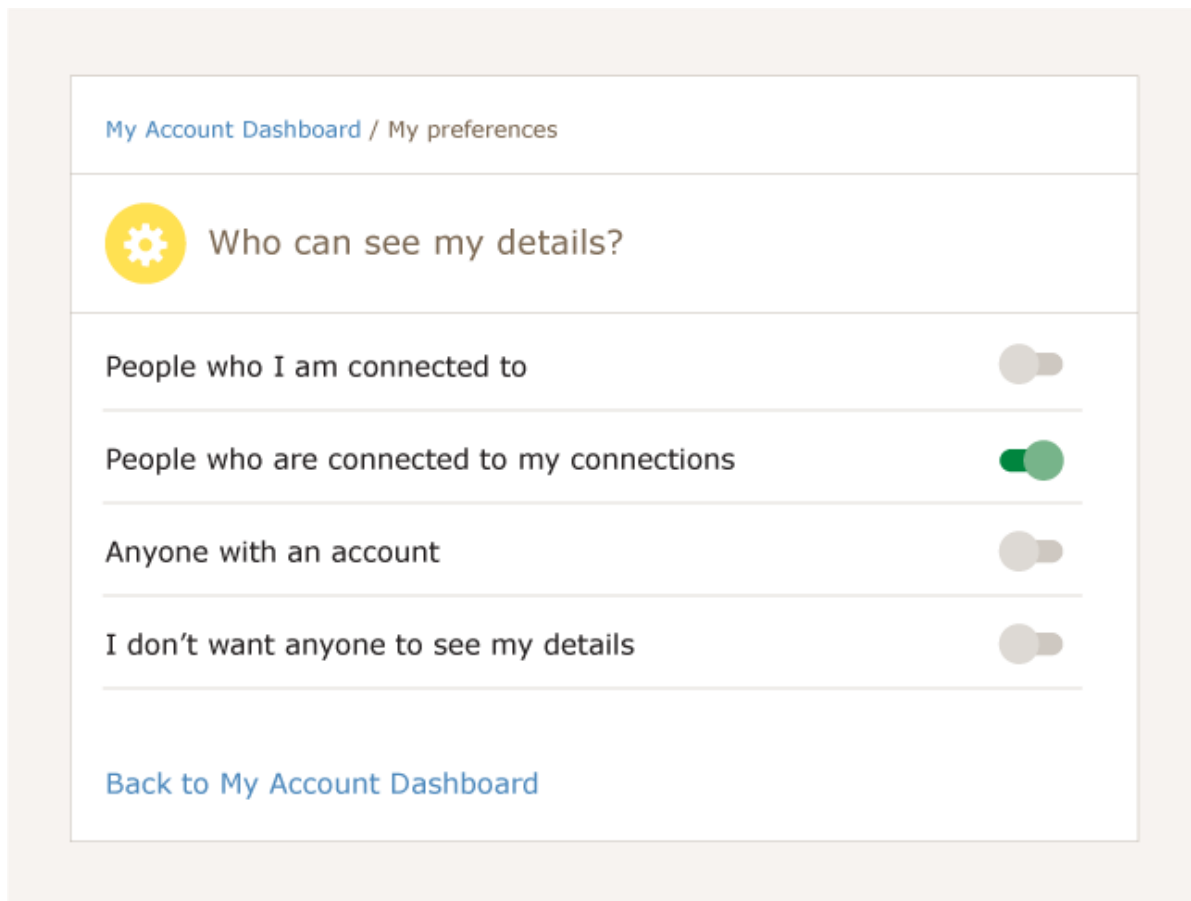 My Account Dashboard / My preferences
Who can see my details?
People who I am connected to
People who are connected to my connections
Anyone with an account
I don’t want anyone to see my details
Back to My Account Dashboard